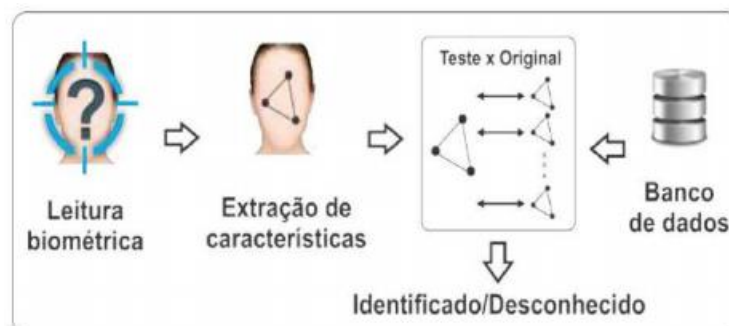 ?
Teste x Original
Leitura
biométrica
Extração de
características
Banco
de dados
Identificado/Desconhecido